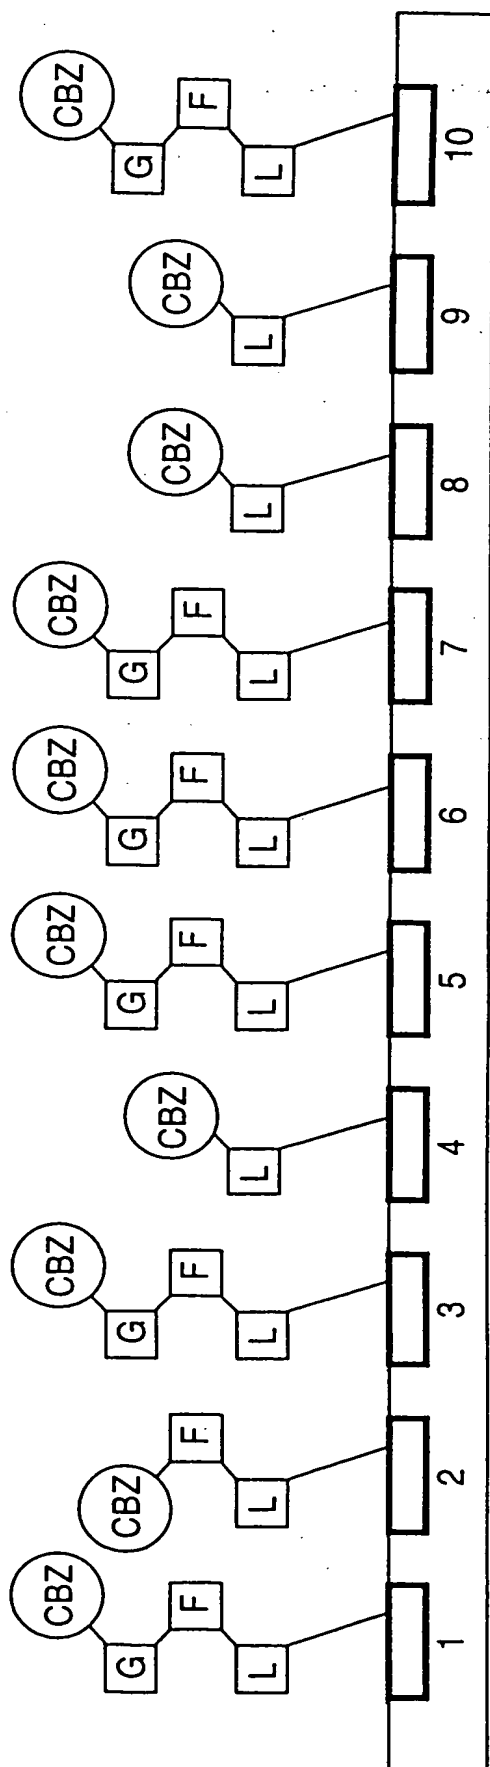 CBZ G F L 1
CBZ F L 2
CBZ G F L 3
CBZ L 4
CBZ G F L 5
CBZ G F L 6
CBZ G F L 7
CBZ L 8
CBZ L 9
CBZ G F L 10